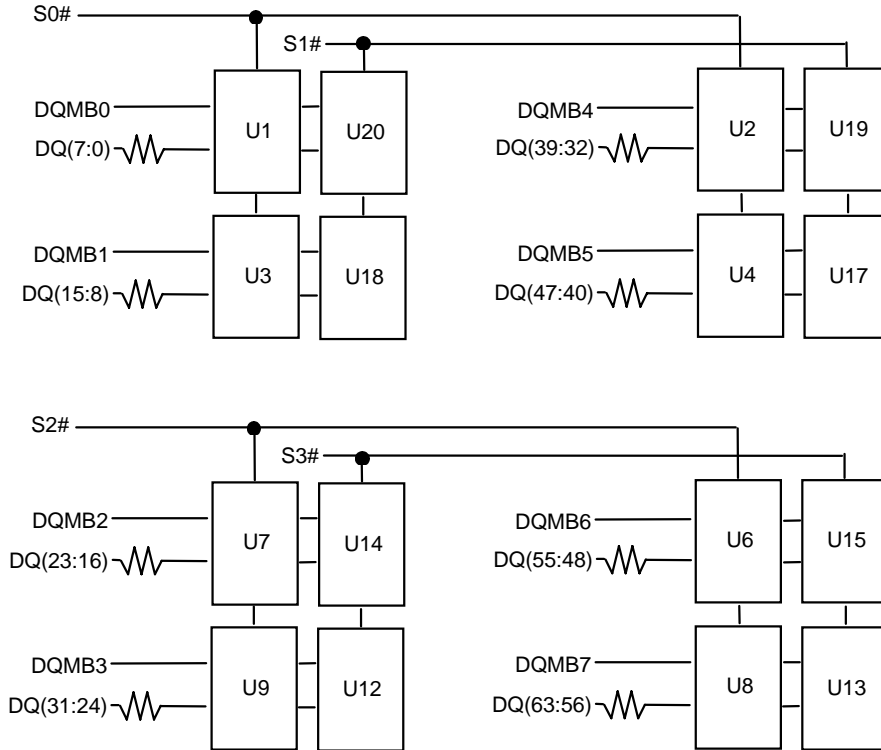 S0#
S1#
DQMB0
U1
U20
DQ(7:0)
DQMB4
U2
U19
DQ(39:32)
DQMB1
U3
U18
DQ(15:8)
DQMB5
U4
U17
DQ(47:40)
S2#
S3#
DQMB2
U7
U14
DQ(23:16)
DQMB6
U6
U15
DQ(55:48)
DQMB3
U9
U12
DQ(31:24)
DQMB7
U8
U13
DQ(63:56)